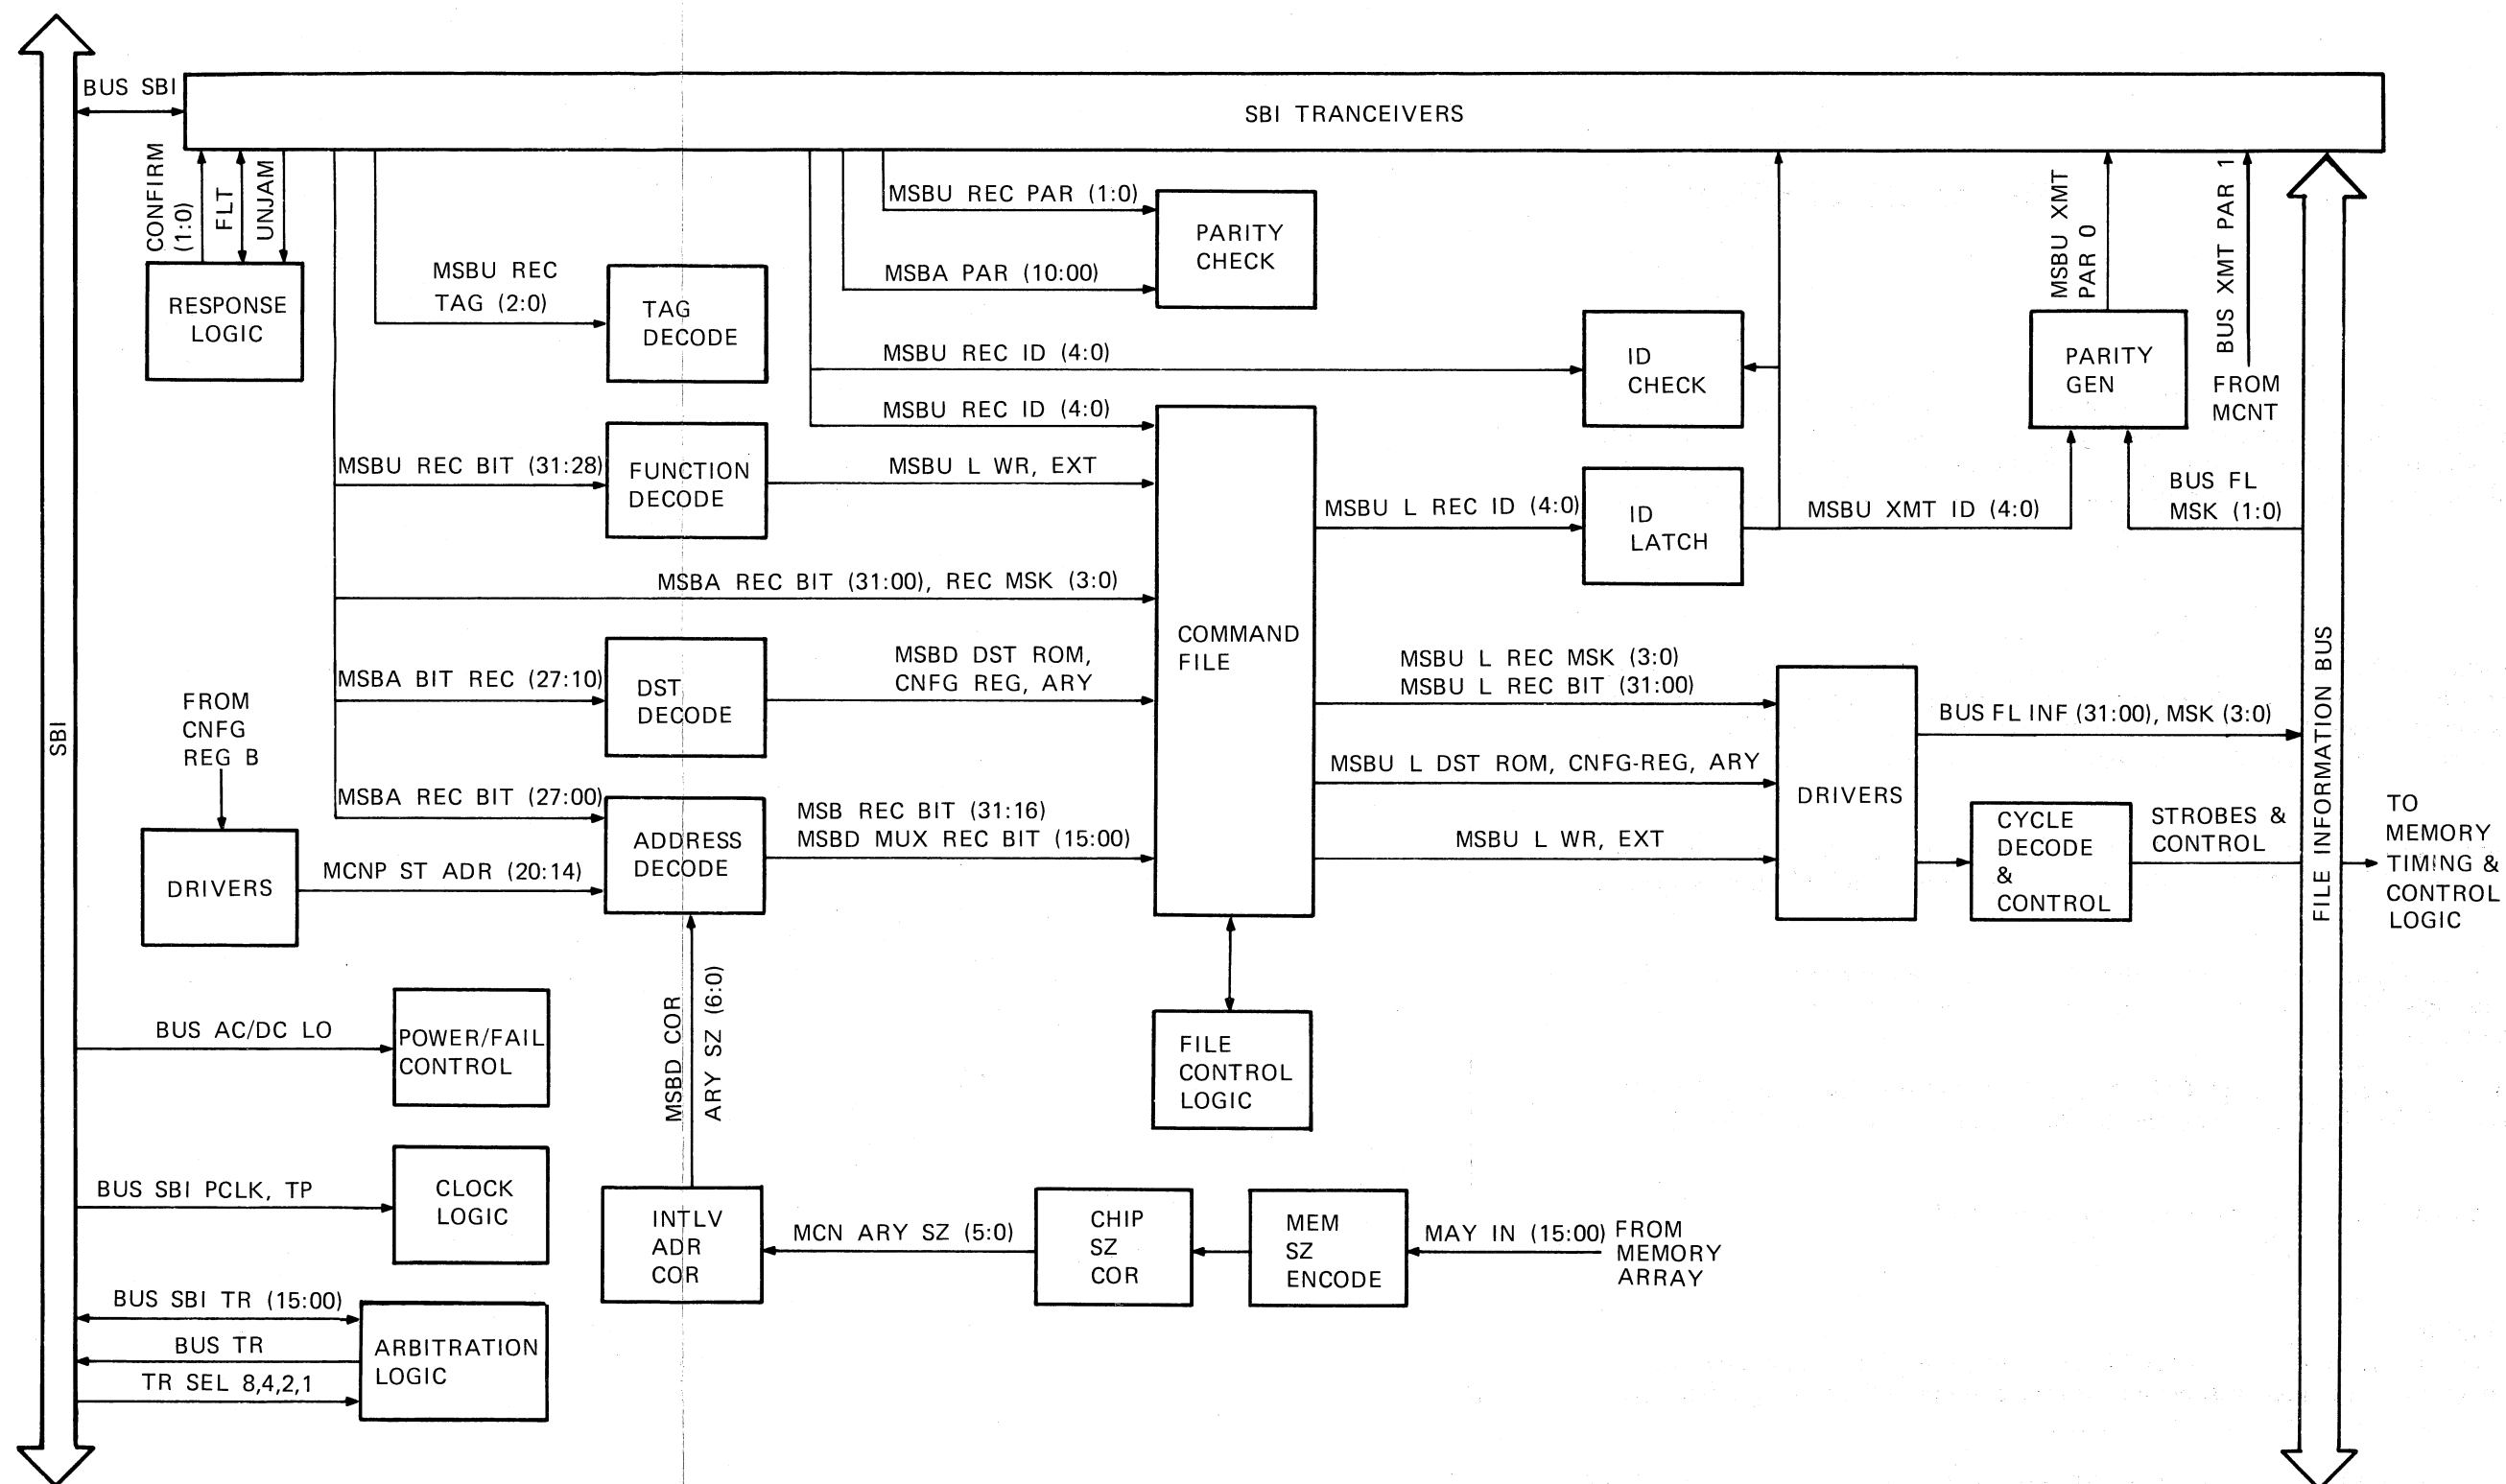 BUS SBI
SBI TRANCEIVERS
CONFIRM
(1:0)
FLT
UNJAM
RESPONSE
LOGIC
MSBU REC
TAG (2:0)
TAG
DECODE
MSBU REC PAR (1:0)
MSBA PAR (10:00)
PARITY
CHECK
MSBU REC ID (4:0)
ID
CHECK
MSBU REC ID (4:0)
MSBU XMT
PAR 0
BUS XMT PAR 1
PARITY
GEN
FROM
MCNT
MSBU REC BIT (31:28)
FUNCTION
DECODE
MSBU L WR, EXT
MSBU L REC ID (4:0)
ID
LATCH
MSBU XMT ID (4:0)
BUS FL
MSK (1:0)
MSBA REC BIT (31:00), REC MSK (3:0)
COMMAND
FILE
MSBA BIT REC (27:10)
DST
DECODE
MSBD DST ROM,
CNFG REG, ARY
MSBU L REC MSK (3:0)
MSBU L REC BIT (31:00)
BUS FL INF (31:00), MSK (3:0)
SBI
FROM
CNFG
REG B
MSBU L DST ROM, CNFG-REG, ARY
DRIVERS
FILE INFORMATION BUS
MSBA REC BIT (27:00)
ADDRESS
DECODE
MSB REC BIT (31:16)
MSBD MUX REC BIT (15:00)
MSBU L WR, EXT
CYCLE
DECODE
&
CONTROL
STROBES &
CONTROL
TO
MEMORY
TIMING &
CONTROL
LOGIC
DRIVERS
MCNP ST ADR (20:14)
MSBD COR
ARY SZ (6:0)
FILE
CONTROL
LOGIC
BUS AC/DC LO
POWER/FAIL
CONTROL
BUS SBI PCLK, TP
CLOCK
LOGIC
INTLV
ADR
COR
MCN ARY SZ (5:0)
CHIP
SZ
COR
MEM
SZ
ENCODE
MAY IN (15:00)
FROM
MEMORY
ARRAY
BUS SBI TR (15:00)
BUS TR
TR SEL 8,4,2,1
ARBITRATION
LOGIC